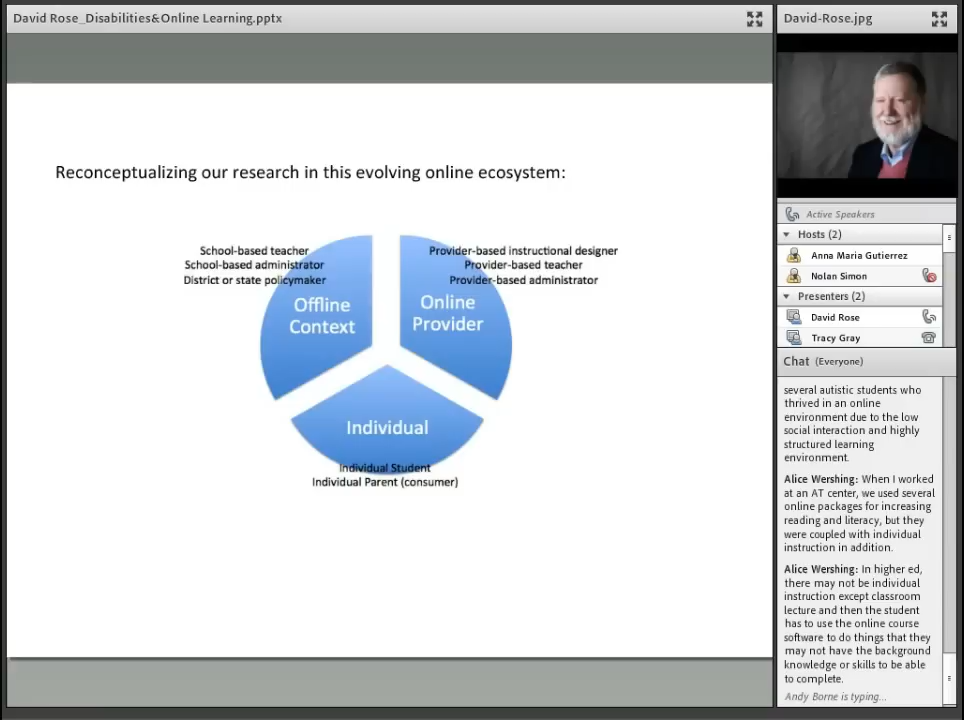 David Rose_Disabilities&Online Learning.pptx
Reconceptualizing our research in this evolving online ecosystem:
School-based teacher
School-based administrator
District or state policymaker
Offline
Context
Provider-based instructional designer
Provider-based teacher
Provider-based administrator
Online
Provider
Individual
Individual Student
Individual Parent (consumer)
David-Rose.jpg
Active Speakers
Hosts (2)
Anna Maria Gutierrez
Nolan Simon
Presenters (2)
David Rose
Tracy Gray
Chat (Everyone)
several autistic students who
thrived in an online
environment due to the low
social interaction and highly
structured learning
environment.
Alice Wershing: When I worked
at an AT center, we used several
online packages for increasing
reading and literacy, but they
were coupled with individual
instruction in addition.
Alice Wershing: In higher ed,
there may not be individual
instruction except classroom
lecture and then the student
has to use the online course
software to do things that they
may not have the background
knowledge or skills to be able
to complete.
Andy Borne is typing...